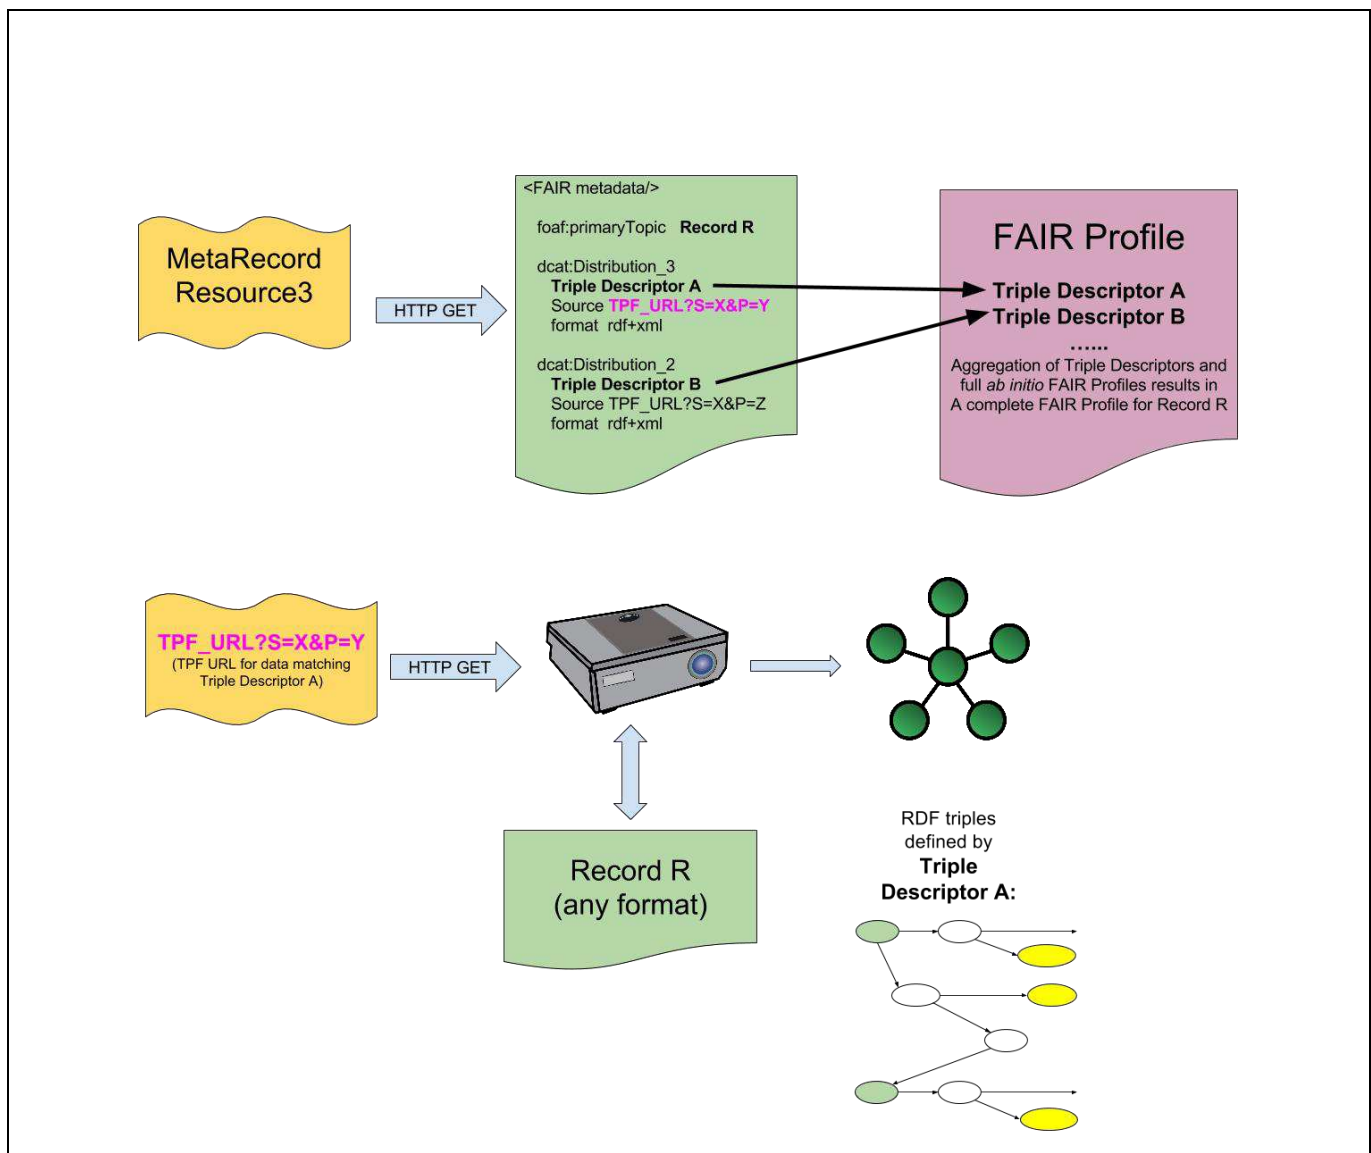 MetaRecord
Resource3
HTTP GET
<FAIR metadata/>
foaf:primaryTopic Record R
dcat:Distribution_3
Triple Descriptor A
Source TPF_URL?S=X&P=Y
format rdf+xml
dcat:Distribution_2
Triple Descriptor B
Source TPF_URL?S=X&P=Z
format rdf+xml
FAIR Profile
Triple Descriptor A
Triple Descriptor B
…...
Aggregation of Triple Descriptors and
full ab initio FAIR Profiles results in
A complete FAIR Profile for Record R
TPF_URL?S=X&P=Y
(TPF URL for data matching
Triple Descriptor A)
HTTP GET
Record R
(any format)
RDF triples
defined by
Triple
Descriptor A: